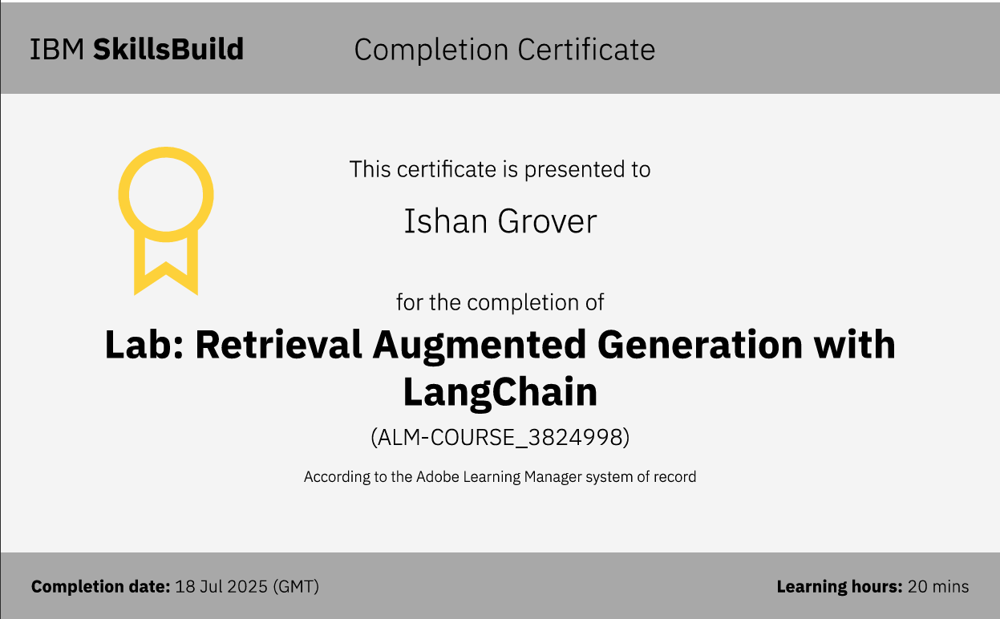 IBM SkillsBuild
Completion Certificate
This certificate is presented to
Ishan Grover
for the completion of
Lab: Retrieval Augmented Generation with
LangChain
(ALM-COURSE_3824998)
According to the Adobe Learning Manager system of record
Completion date: 18 Jul 2025 (GMT)
Learning hours: 20 mins